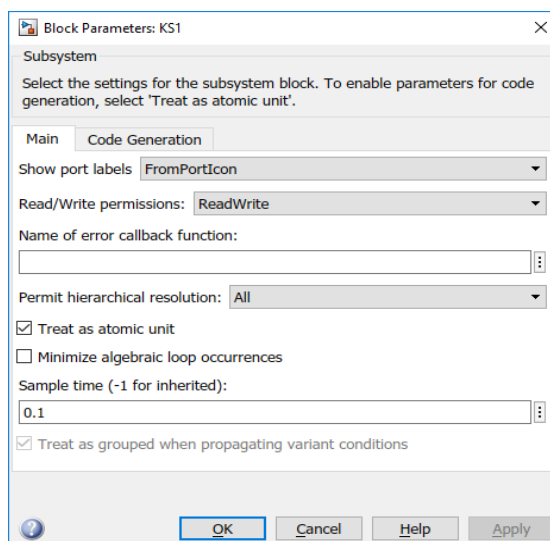 Block Parameters: KS1
Subsystem
Select the settings for the subsystem block. To enable parameters for code
generation, select 'Treat as atomic unit'.
Main Code Generation
Show port labels FromPortIcon
Read/Write permissions: ReadWrite
Name of error callback function:
Permit hierarchical resolution: All
Treat as atomic unit
Minimize algebraic loop occurrences
Sample time (-1 for inherited):
0.1
Treat as grouped when propagating variant conditions
OK Cancel Help Apply